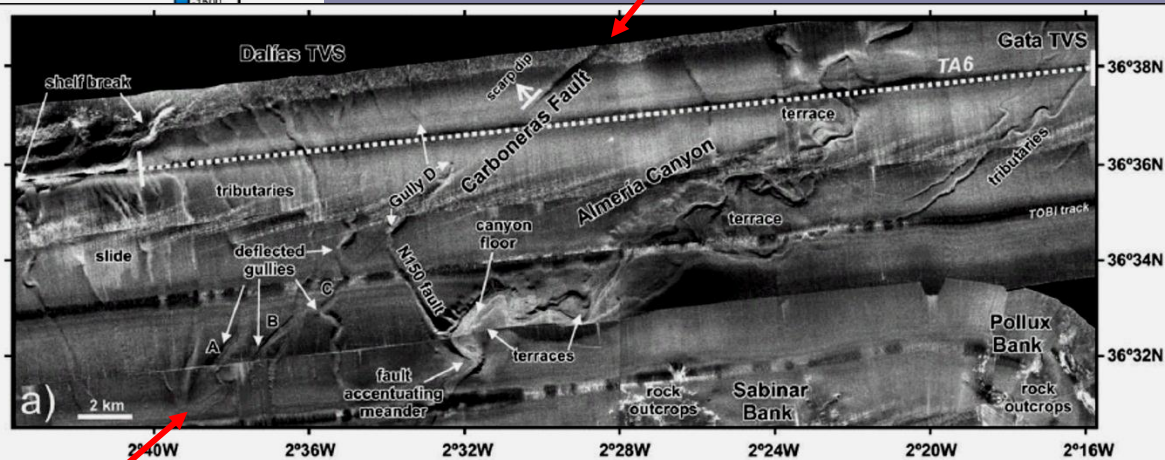 Dalías TVS
Gata TVS
shelf break
scarp dip
TA6
36°38N
Carboneras Fault
terrace
tributaries
Gully D
Almería Canyon
tributaries
36°36N
canyon
floor
terrace
TOBI track
slide
deflected
gullies
N150 fault
36°34N
C
B
A
terraces
Pollux
Bank
36°32N
fault
accentuating
meander
rock
outcrops
Sabinar
Bank
rock
outcrops
a)
2 km
2°40W 2°36W 2°32W 2°28W 2°24W 2°20W 2°16W